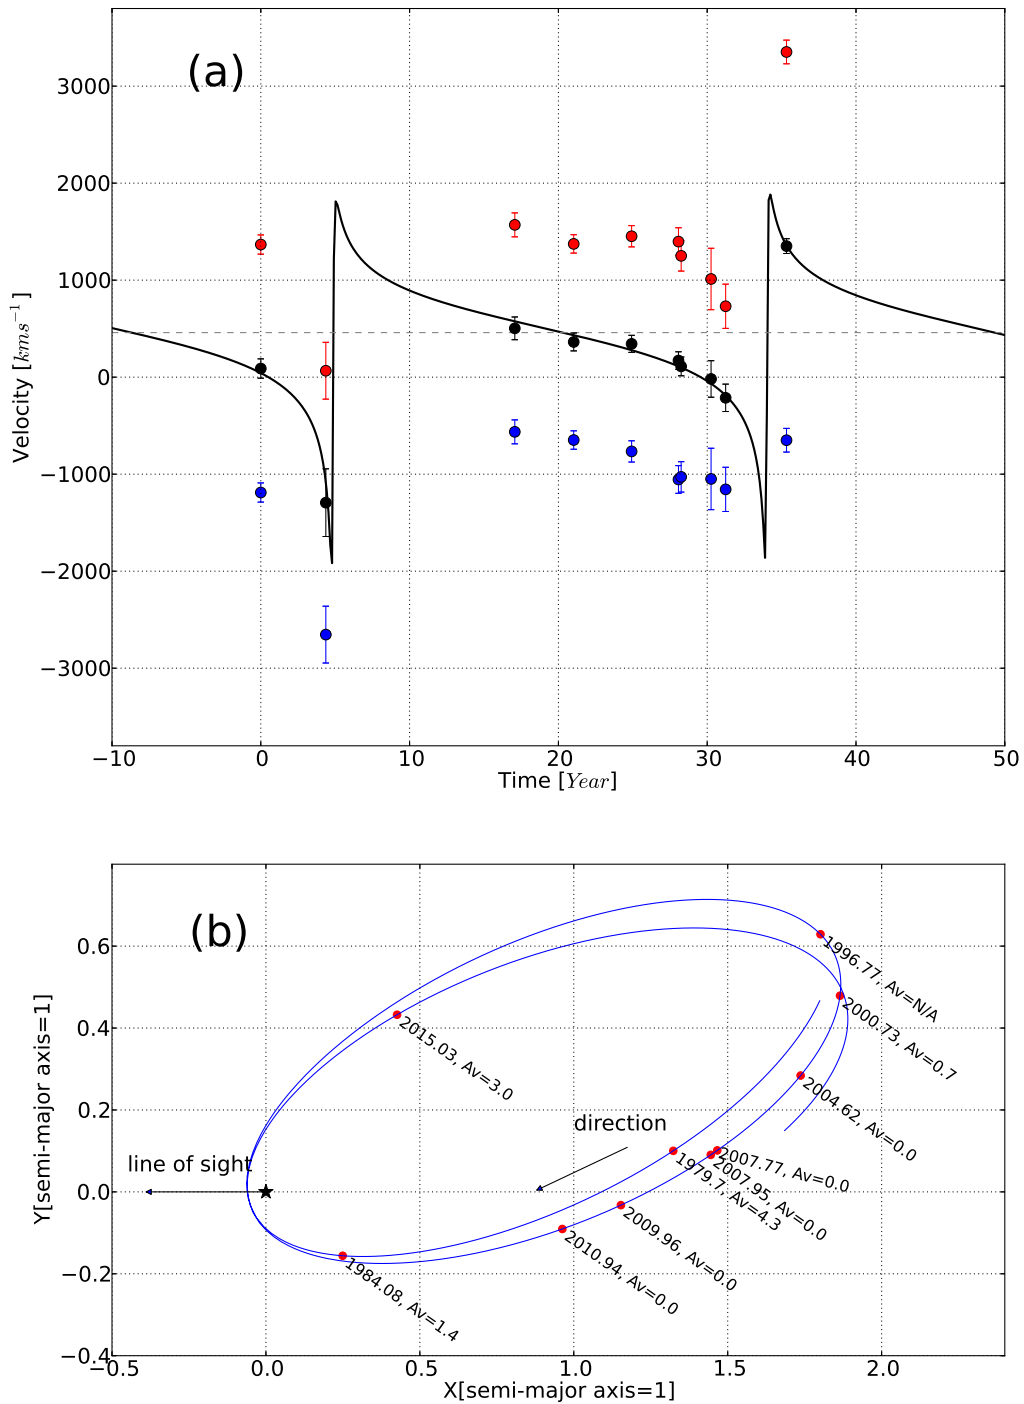 (a)
3000
2000
1000
0
−1000
−2000
−3000
Velocity [kms⁻¹]
−10 0 10 20 30 40 50
Time [Year]
(b)
0.6
0.4
0.2
0.0
−0.2
−0.4
Y[semi-major axis=1]
1996.77, Av=N/A
2000.73, Av=0.7
2015.03, Av=3.0
2004.62, Av=0.0
direction
line of sight
2007.77, Av=0.0
2007.95, Av=0.0
1979.7, Av=4.3
2009.96, Av=0.0
2010.94, Av=0.0
1984.08, Av=1.4
−0.5 0.0 0.5 1.0 1.5 2.0
X[semi-major axis=1]